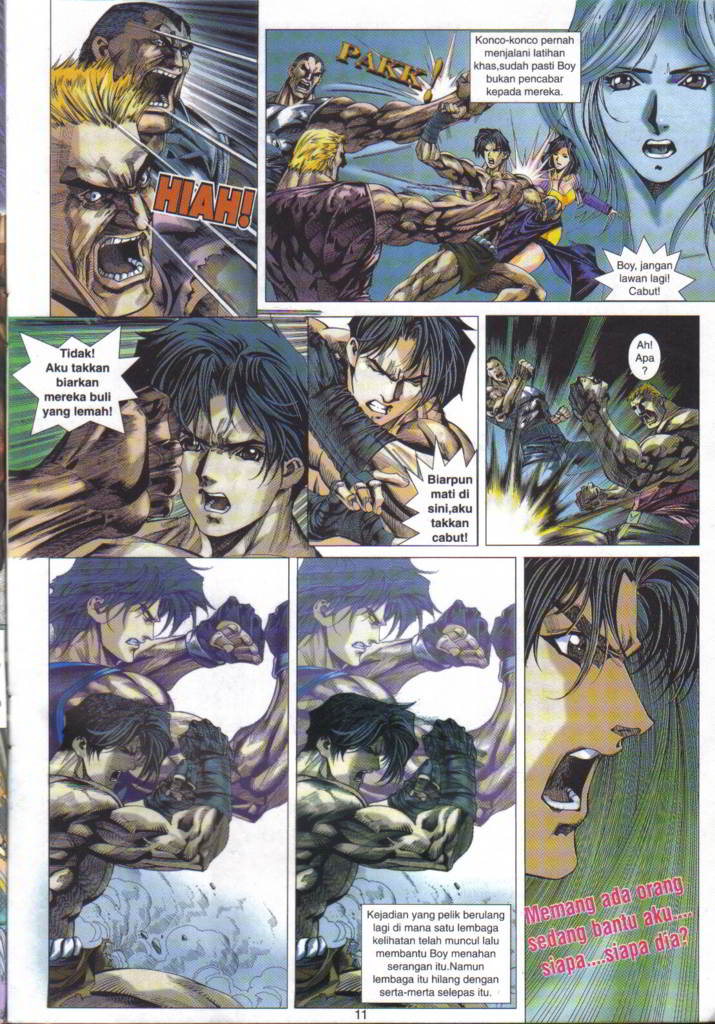 HIAH!
PAKK!
Konco-konco pernah
menjalani latihan
khas,sudah pasti Boy
bukan pencabar
kepada mereka.
Boy, jangan
lawan lagi!
Cabut!
Tidak!
Aku takkan
biarkan
mereka buli
yang lemah!
Biarpun
mati di
sini,aku
takkan
cabut!
Ah!
Apa
?
Kejadian yang pelik berulang
lagi di mana satu lembaga
kelihatan telah muncul lalu
membantu Boy menahan
serangan itu.Namun
lembaga itu hilang dengan
serta-merta selepas itu.
Memang ada orang
sedang bantu aku....
siapa....siapa dia?
11